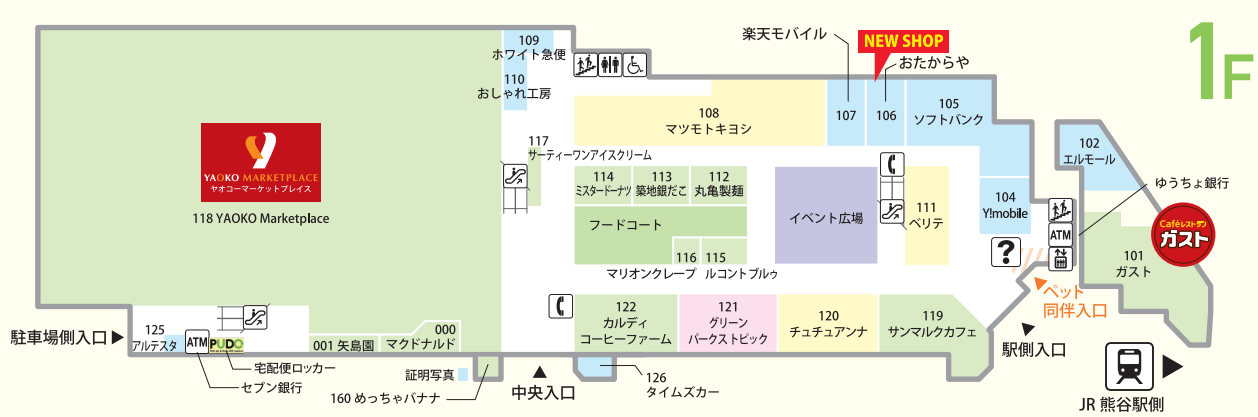 1F
109
ホワイト急便
110
おしゃれ工房
楽天モバイル
NEW SHOP
おたからや
108
マツモトキヨシ
107
106
105
ソフトバンク
102
エルモール
ゆうちょ銀行
117
サーティーワンアイスクリーム
YAOKO MARKETPLACE
ヤオコーマーケットプレイス
118 YAOKO Marketplace
114
ミスタードーナツ
113
築地銀だこ
112
丸亀製麺
フードコート
116
マリオンクレープ
115
ルコントブルゥ
イベント広場
111
ベリテ
104
Y!mobile
?
ATM
Caféレストラン
ガスト
101
ガスト
ペット
同伴入口
122
カルディ
コーヒーファーム
121
グリーン
パークストピック
120
チュチュアンナ
119
サンマルクカフェ
駅側入口
JR 熊谷駅側
駐車場側入口
125
アルテスタ
ATM
PUDO
宅配便ロッカー
セブン銀行
001 矢島園
000
マクドナルド
証明写真
160 めっちゃバナナ
中央入口
126
タイムズカー